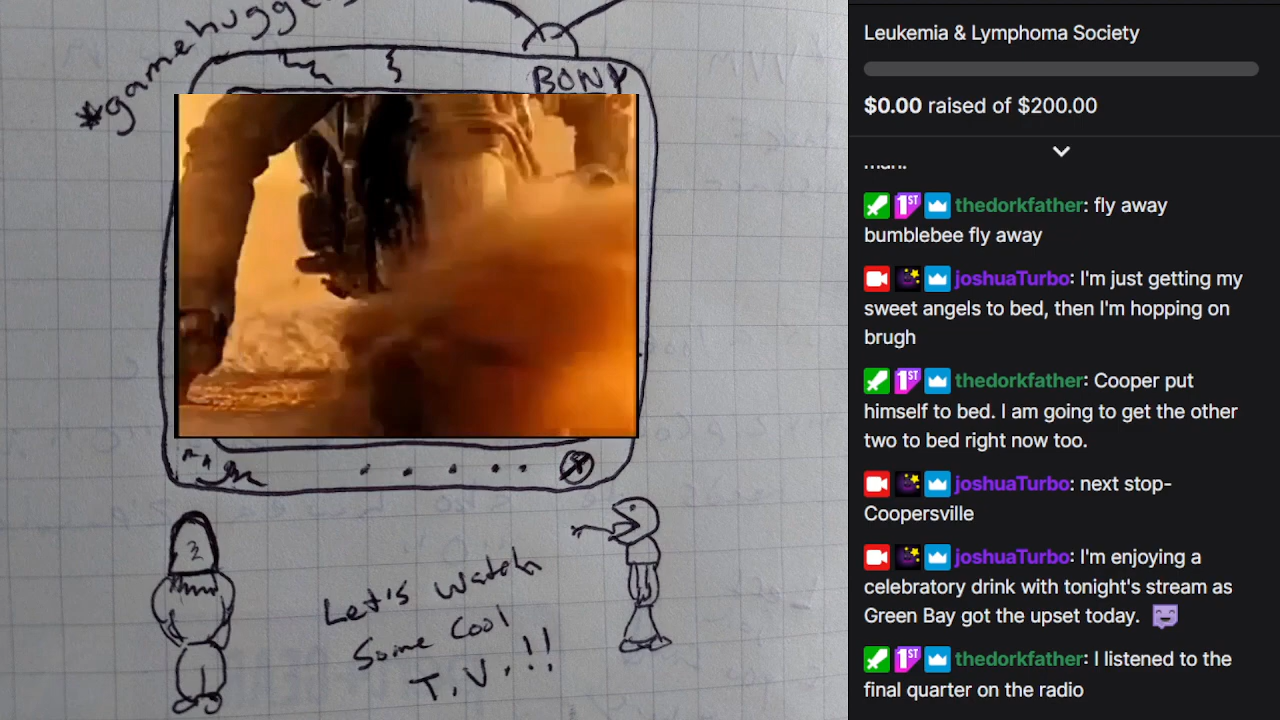 *gamehuggers
BONY
2
Let's Watch
Some Cool
T.V.!!
Leukemia & Lymphoma Society
$0.00 raised of $200.00
thedorkfather: fly away
bumblebee fly away
joshuaTurbo: I'm just getting my
sweet angels to bed, then I'm hopping on
brugh
thedorkfather: Cooper put
himself to bed. I am going to get the other
two to bed right now too.
joshuaTurbo: next stop-
Coopersville
joshuaTurbo: I'm enjoying a
celebratory drink with tonight's stream as
Green Bay got the upset today.
thedorkfather: I listened to the
final quarter on the radio